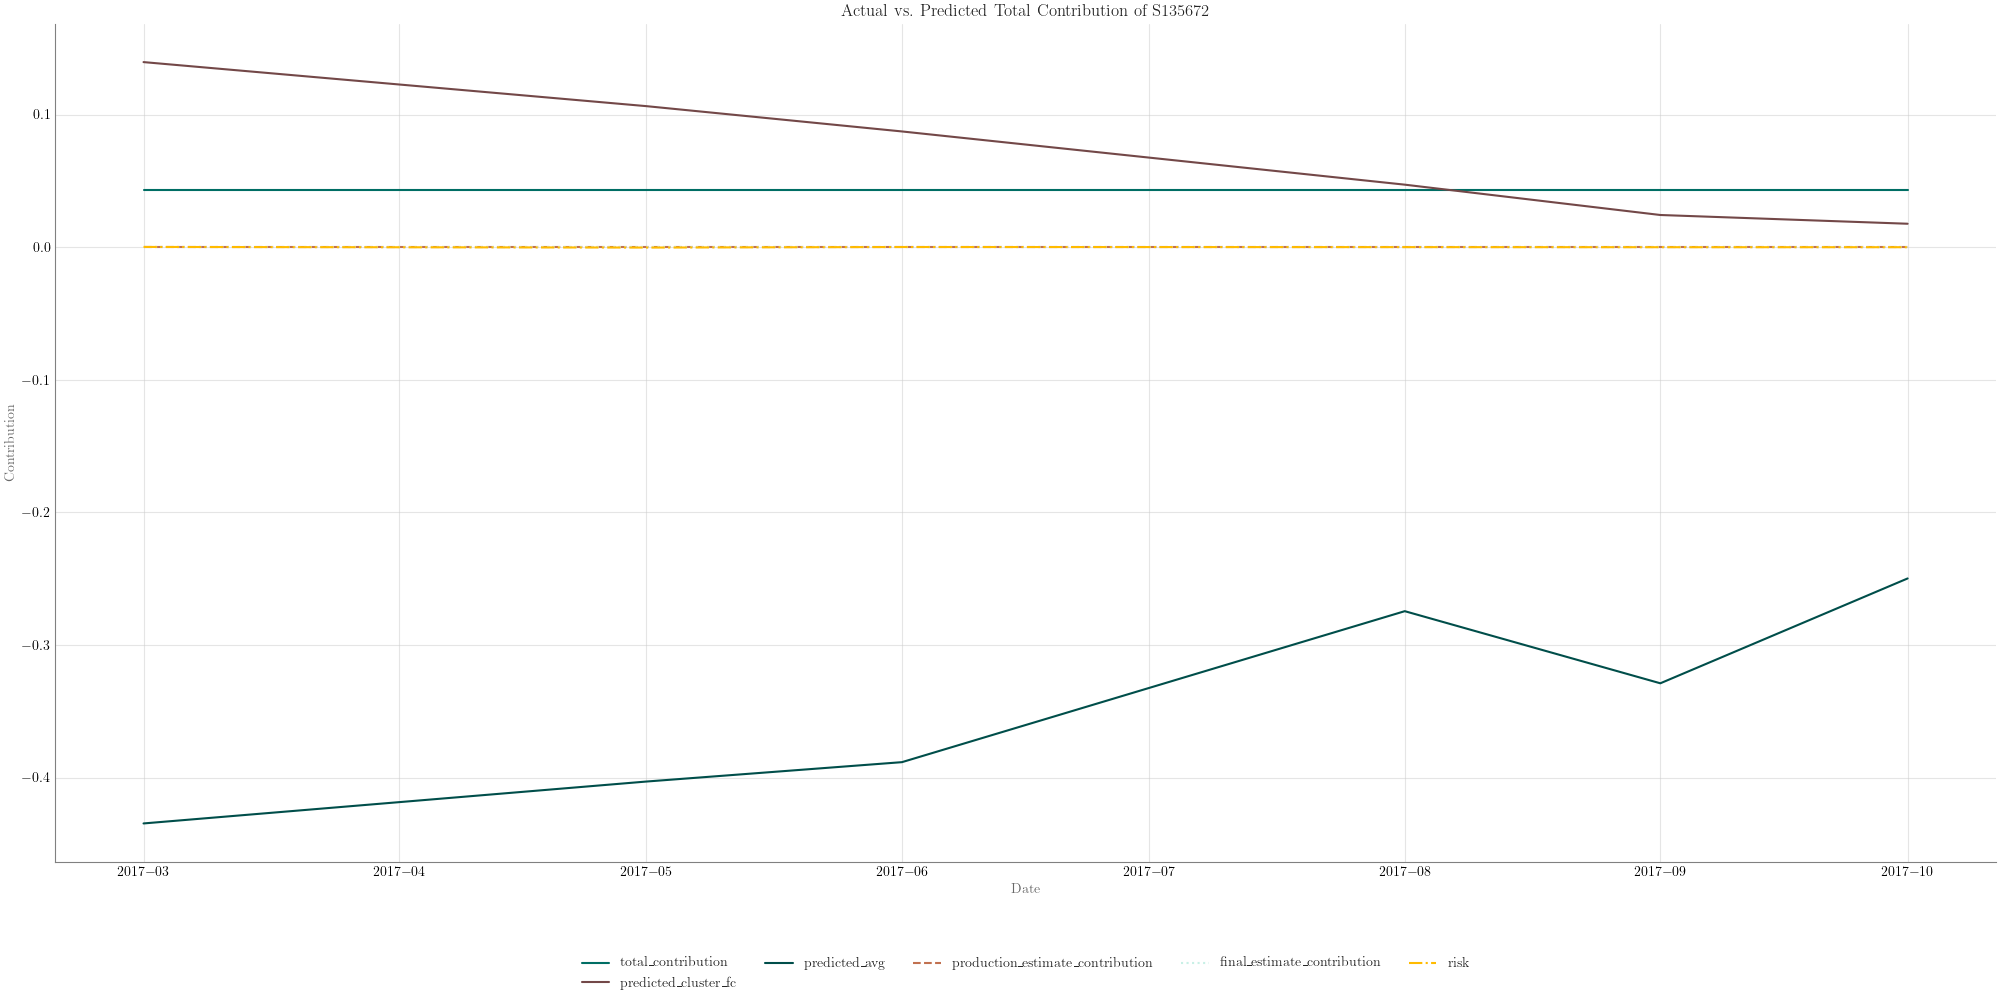 Actual vs. Predicted Total Contribution of S135672
0.1
0.0
−0.1
−0.2
−0.3
−0.4
Contribution
2017−03
2017−04
2017−05
2017−06
2017−07
2017−08
2017−09
2017−10
Date
total_contribution
predicted_cluster_fc
predicted_avg
production_estimate_contribution
final_estimate_contribution
risk